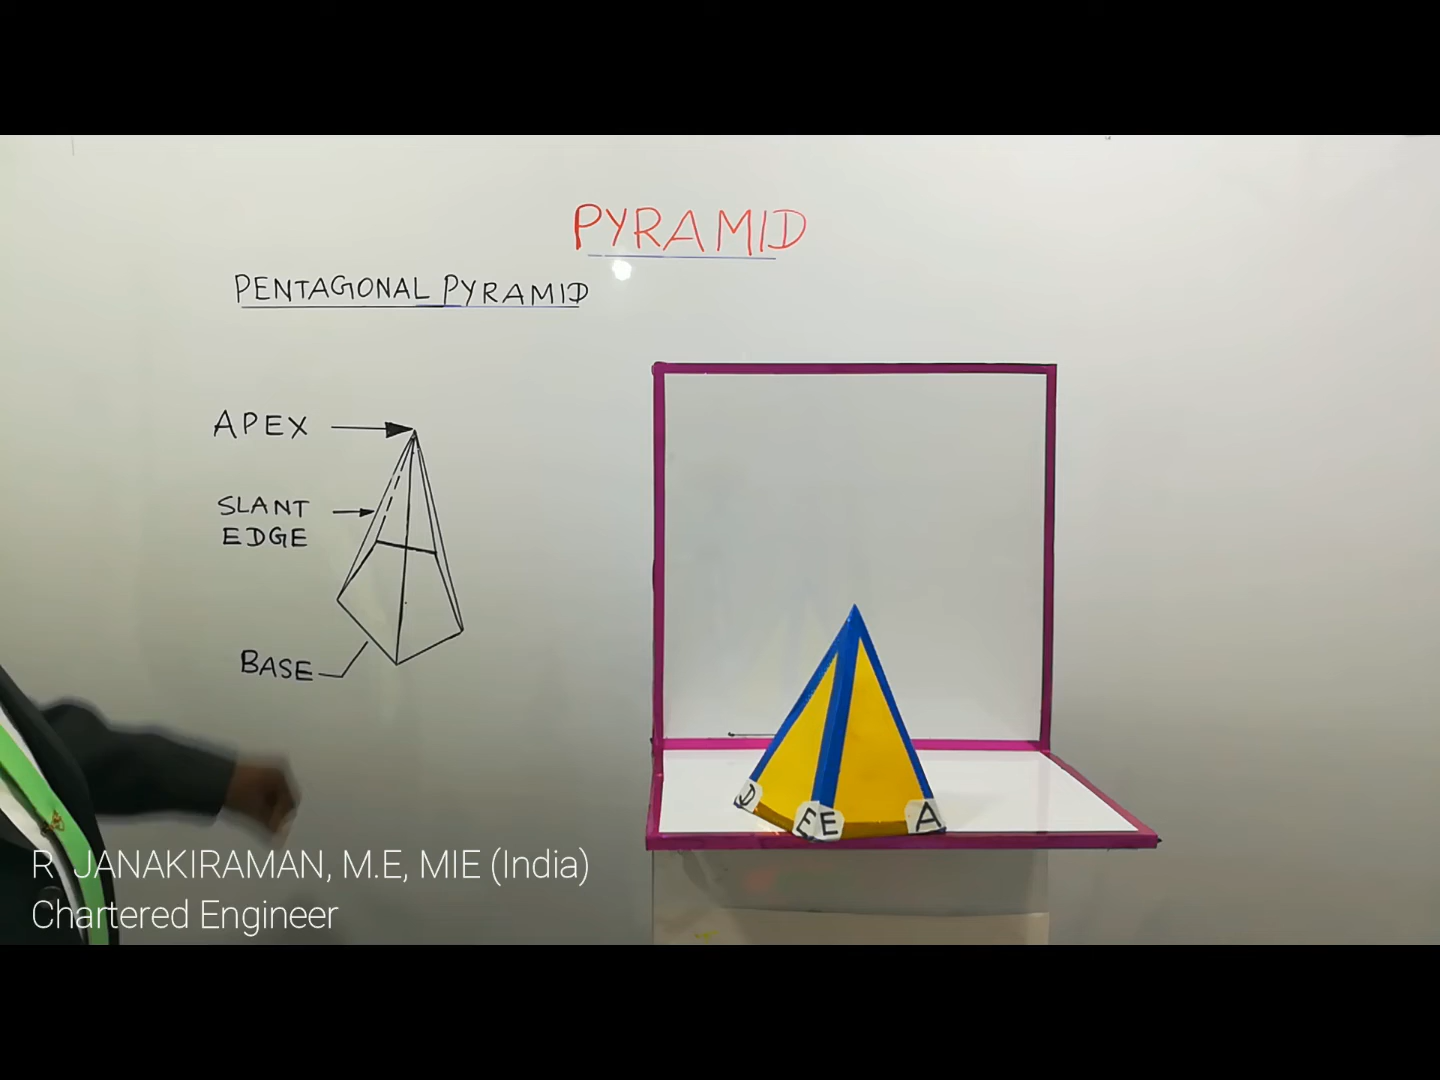 PYRAMID
PENTAGONAL PYRAMID
APEX
SLANT
EDGE
BASE
D
E E
A
R. JANAKIRAMAN, M.E, MIE (India)
Chartered Engineer